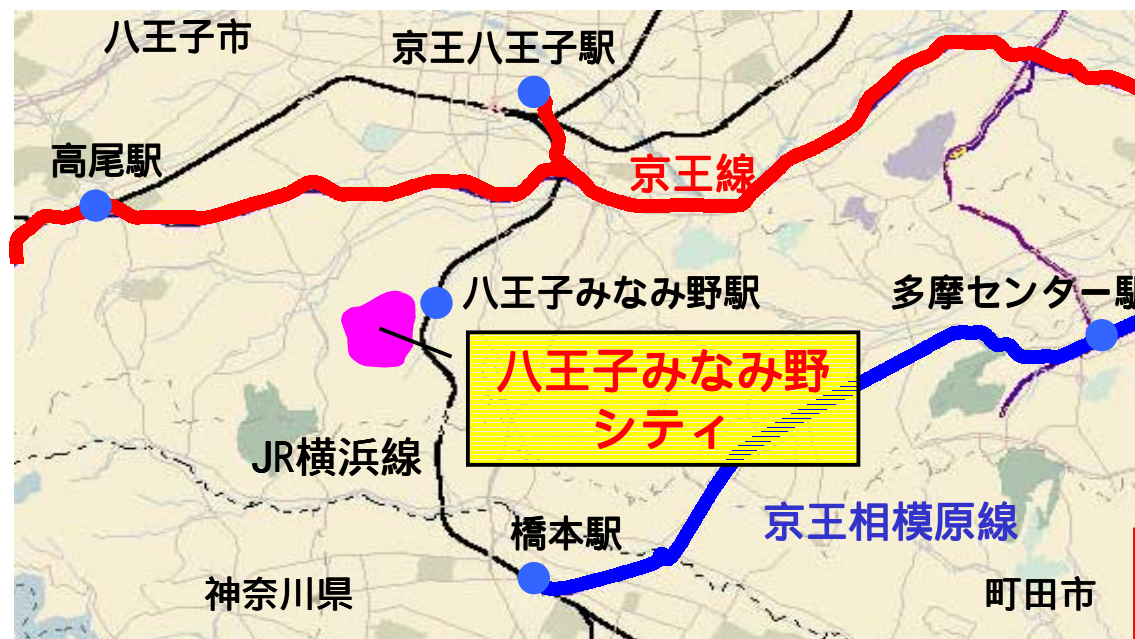 八王子市
京王八王子駅
高尾駅
京王線
八王子みなみ野駅
多摩センター駅
八王子みなみ野
シティ
JR横浜線
京王相模原線
橋本駅
神奈川県
町田市